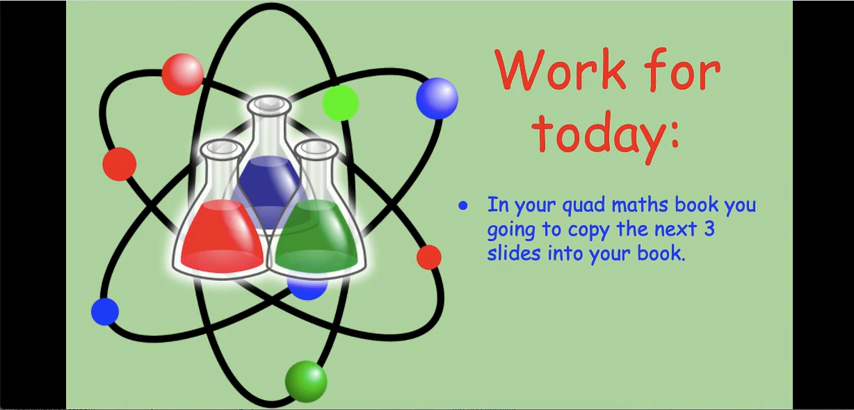 Work for
today:
• In your quad maths book you
going to copy the next 3
slides into your book.